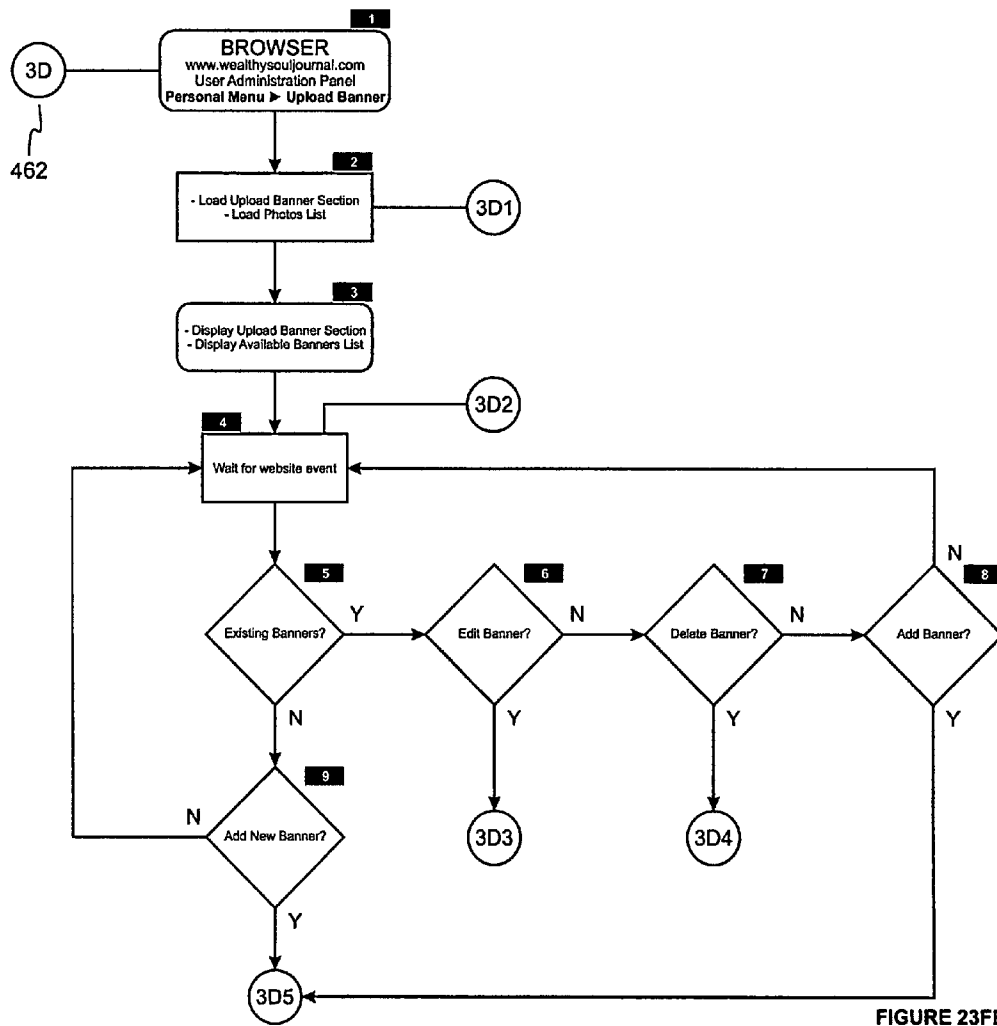 1
BROWSER
www.wealthysouljournal.com
User Administration Panel
Personal Menu ➤ Upload Banner
3D
462
2
- Load Upload Banner Section
- Load Photos List
3D1
3
- Display Upload Banner Section
- Display Available Banners List
3D2
4
Wait for website event
5
Existing Banners?
Y
N
6
Edit Banner?
N
Y
7
Delete Banner?
N
Y
8
Add Banner?
N
Y
9
Add New Banner?
N
Y
3D3
3D4
3D5
FIGURE 23FI